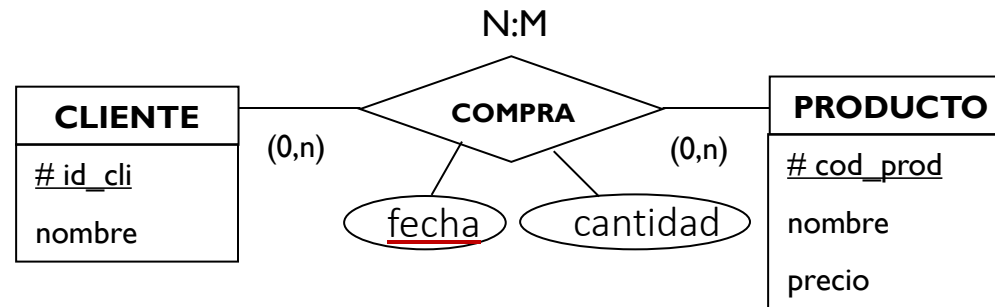 N:M
CLIENTE
# id_cli
nombre
(0,n)
COMPRA
fecha
cantidad
(0,n)
PRODUCTO
# cod_prod
nombre
precio